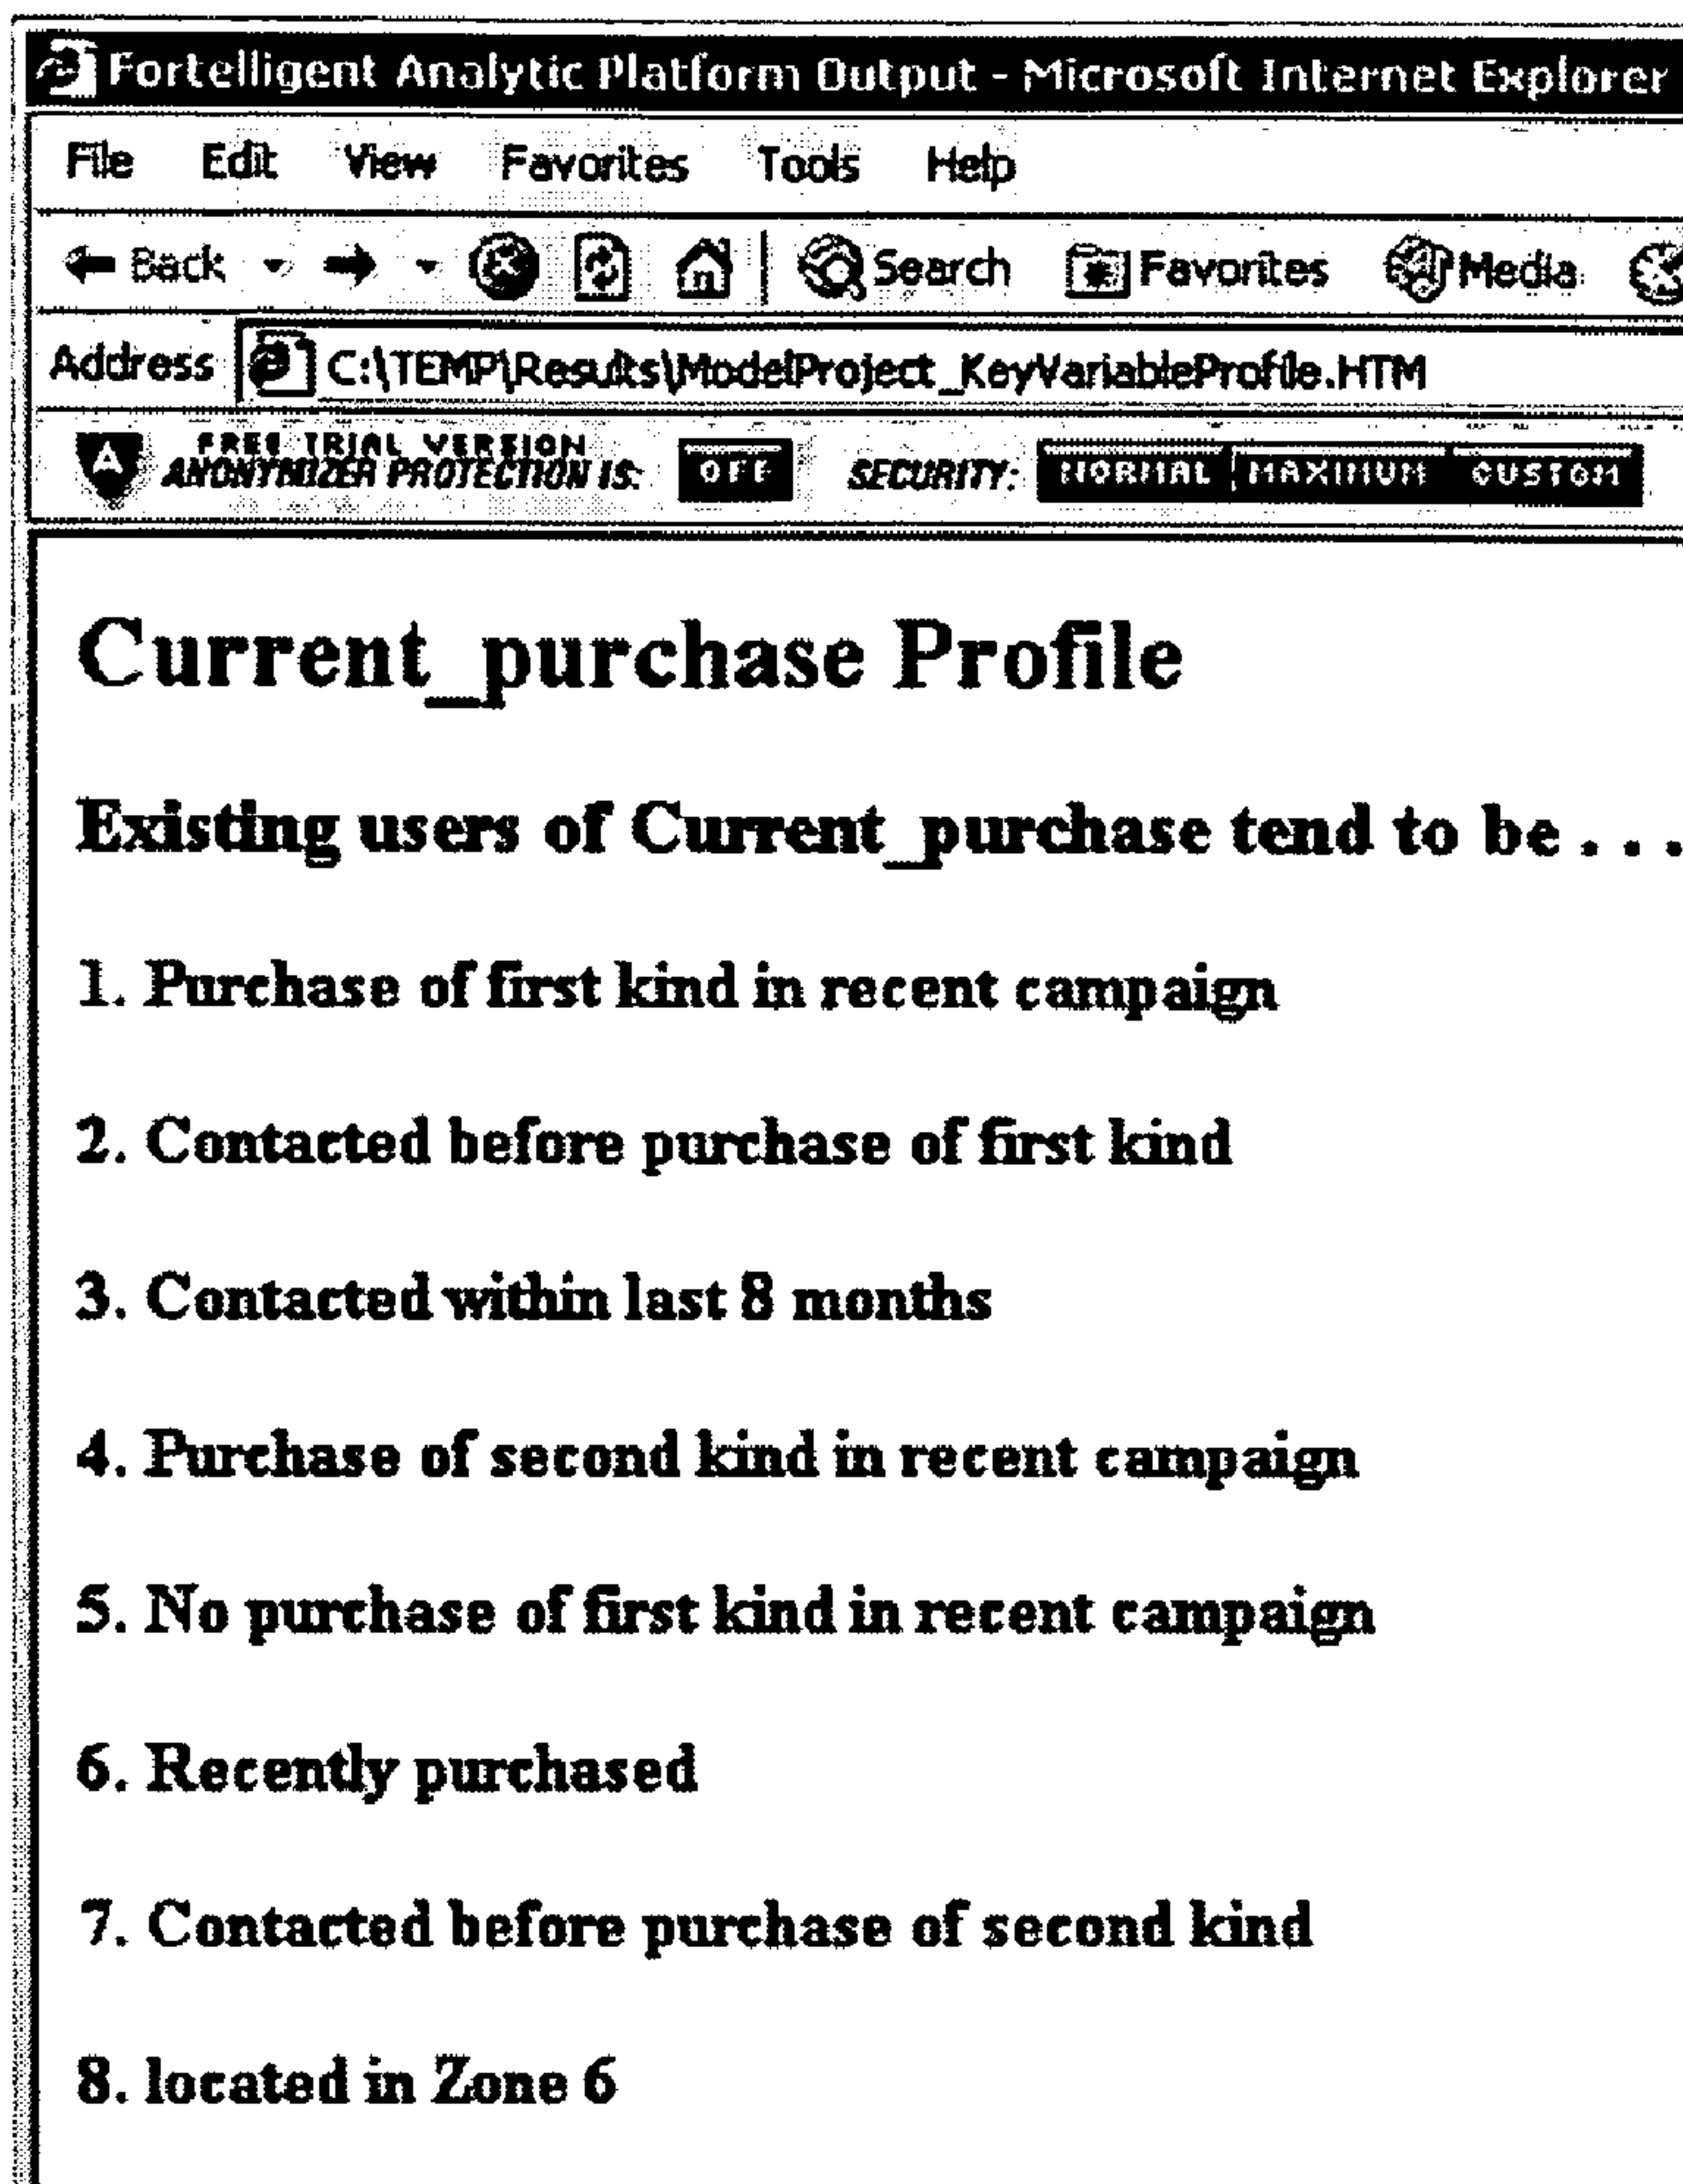 Fortelligent Analytic Platform Output - Microsoft Internet Explorer
File Edit View Favorites Tools Help
Back Search Favorites Media
Address C:\TEMP\Results\ModelProject_KeyVariableProfile.HTM
FREE TRIAL VERSION
ANONYMIZER PROTECTION IS: OFF SECURITY: NORMAL MAXIMUM CUSTOM
Current_purchase Profile
Existing users of Current_purchase tend to be . . .
1. Purchase of first kind in recent campaign
2. Contacted before purchase of first kind
3. Contacted within last 8 months
4. Purchase of second kind in recent campaign
5. No purchase of first kind in recent campaign
6. Recently purchased
7. Contacted before purchase of second kind
8. located in Zone 6